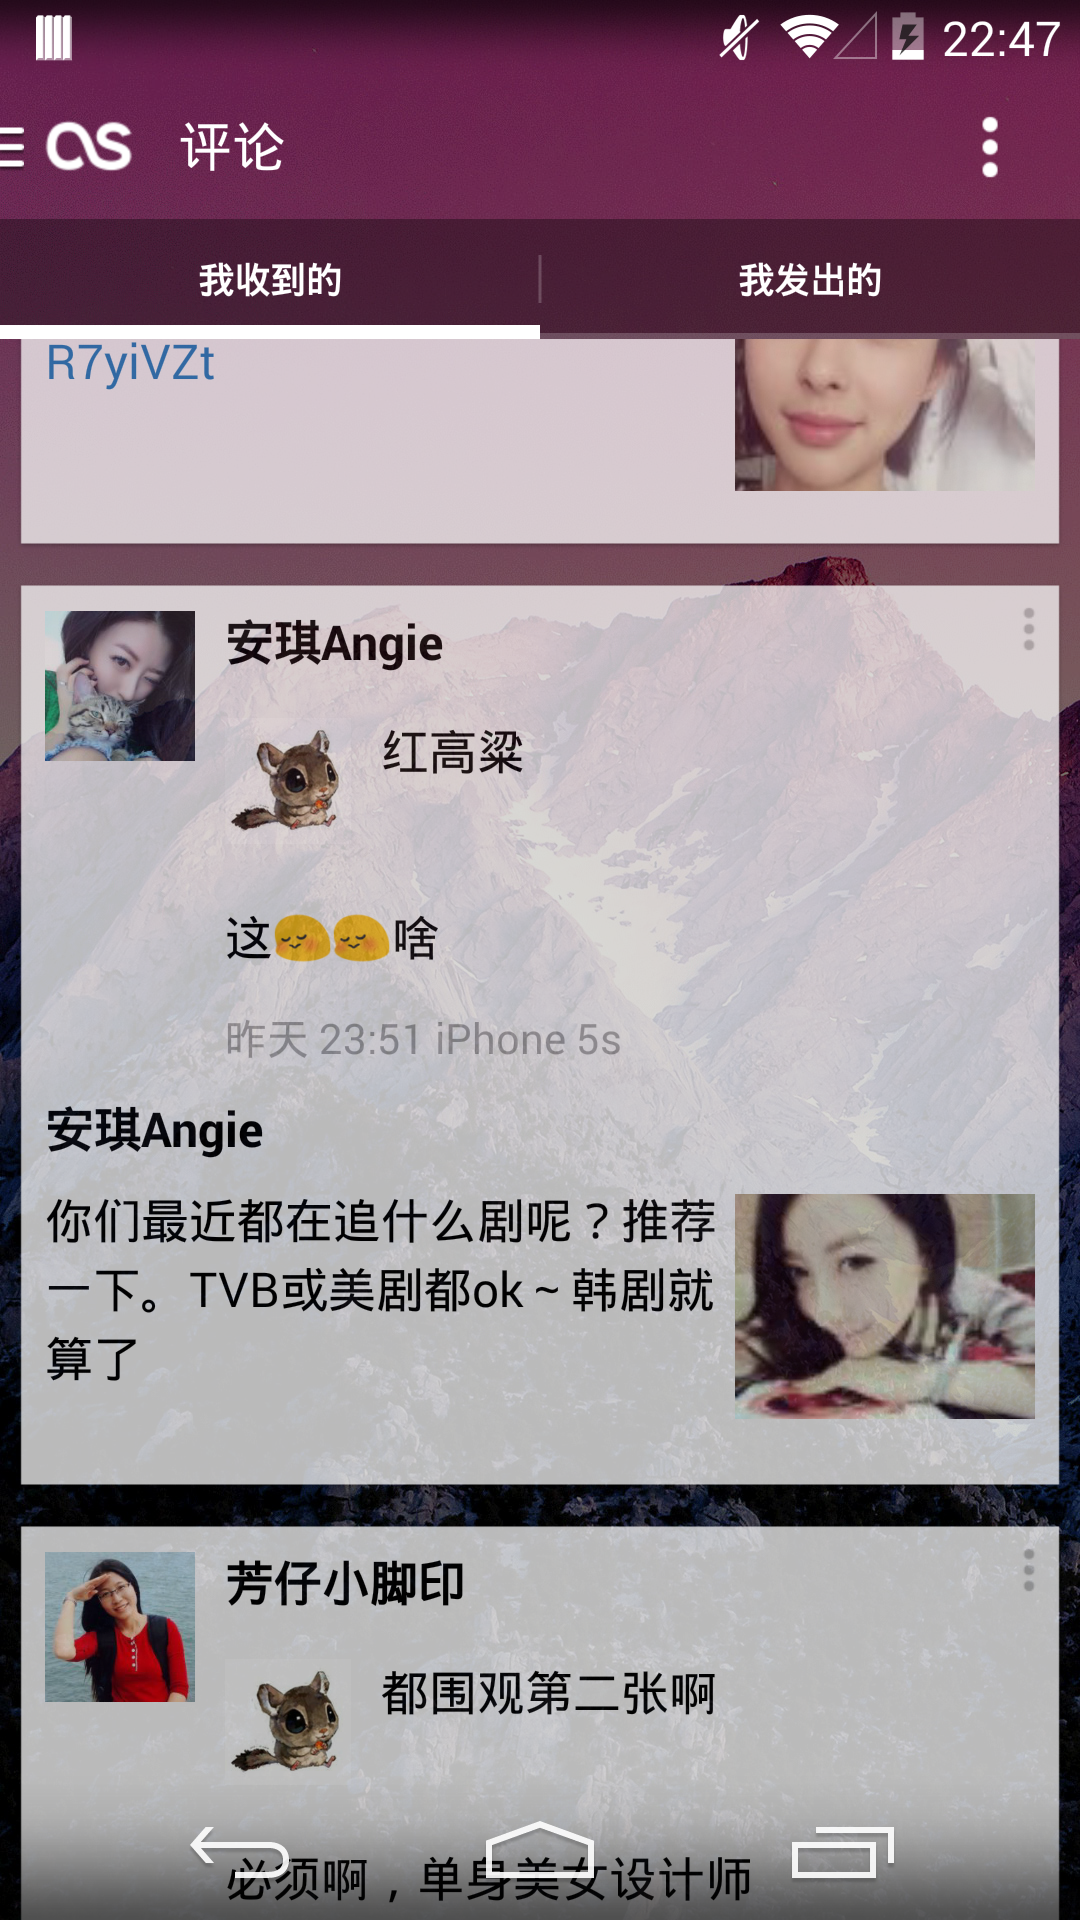 22:47
評论
我收到的
我发出的
R7yiVZt
安琪Angie
红高粱
这😌😌啥
昨天 23:51 iPhone 5s
安琪Angie
你们最近都在追什么剧呢？推荐
一下。TVB或美剧都ok～韩剧就
算了
芳仔小脚印
都围观第二张啊
必须啊，单身美女设计师